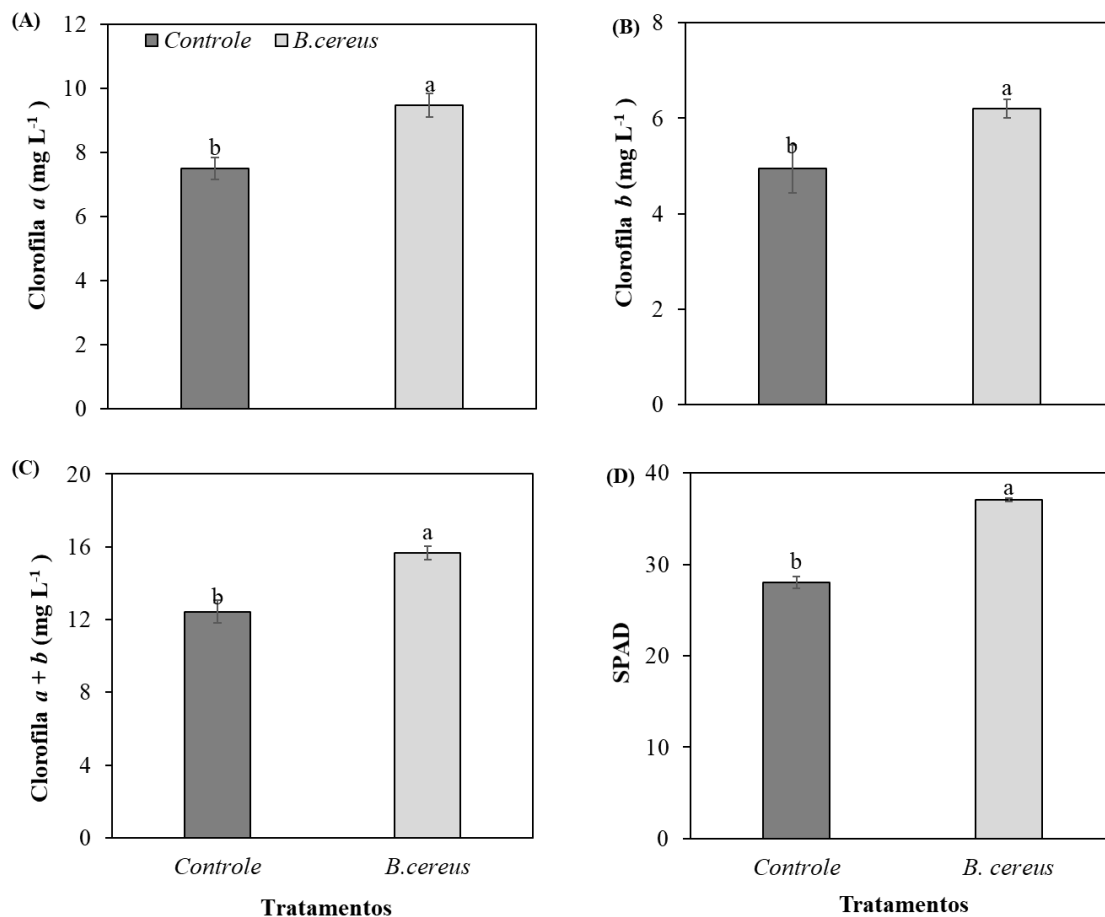 (A)
Clorofila a (mg L-1 )
12
10
8
6
4
2
0
Controle B.cereus
b
a
(B)
Clorofila b (mg L-1 )
8
6
4
2
0
b
a
(C)
Clorofila a + b (mg L-1 )
20
16
12
8
4
0
b
a
Controle B.cereus
Tratamentos
(D)
SPAD
40
30
20
10
0
b
a
Controle B. cereus
Tratamentos